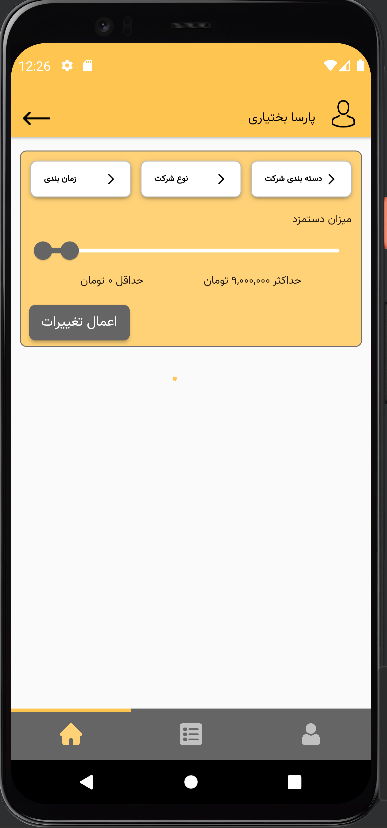 12:26
پارسا بختیاری
دسته بندی شرکت
نوع شرکت
زمان بندی
میزان دستمزد
حداکثر ۹,۰۰۰,۰۰۰ تومان
حداقل ۰ تومان
اعمال تغییرات